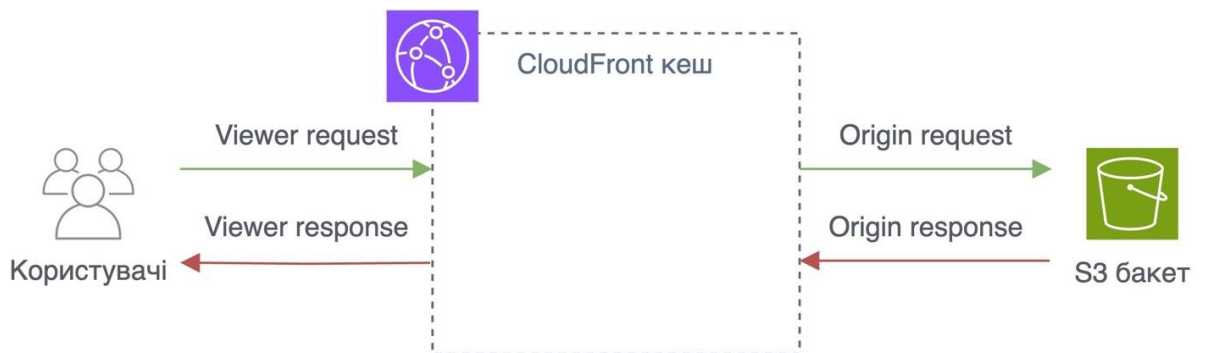 CloudFront кеш
Viewer request
Origin request
Viewer response
Origin response
Користувачі
S3 бакет